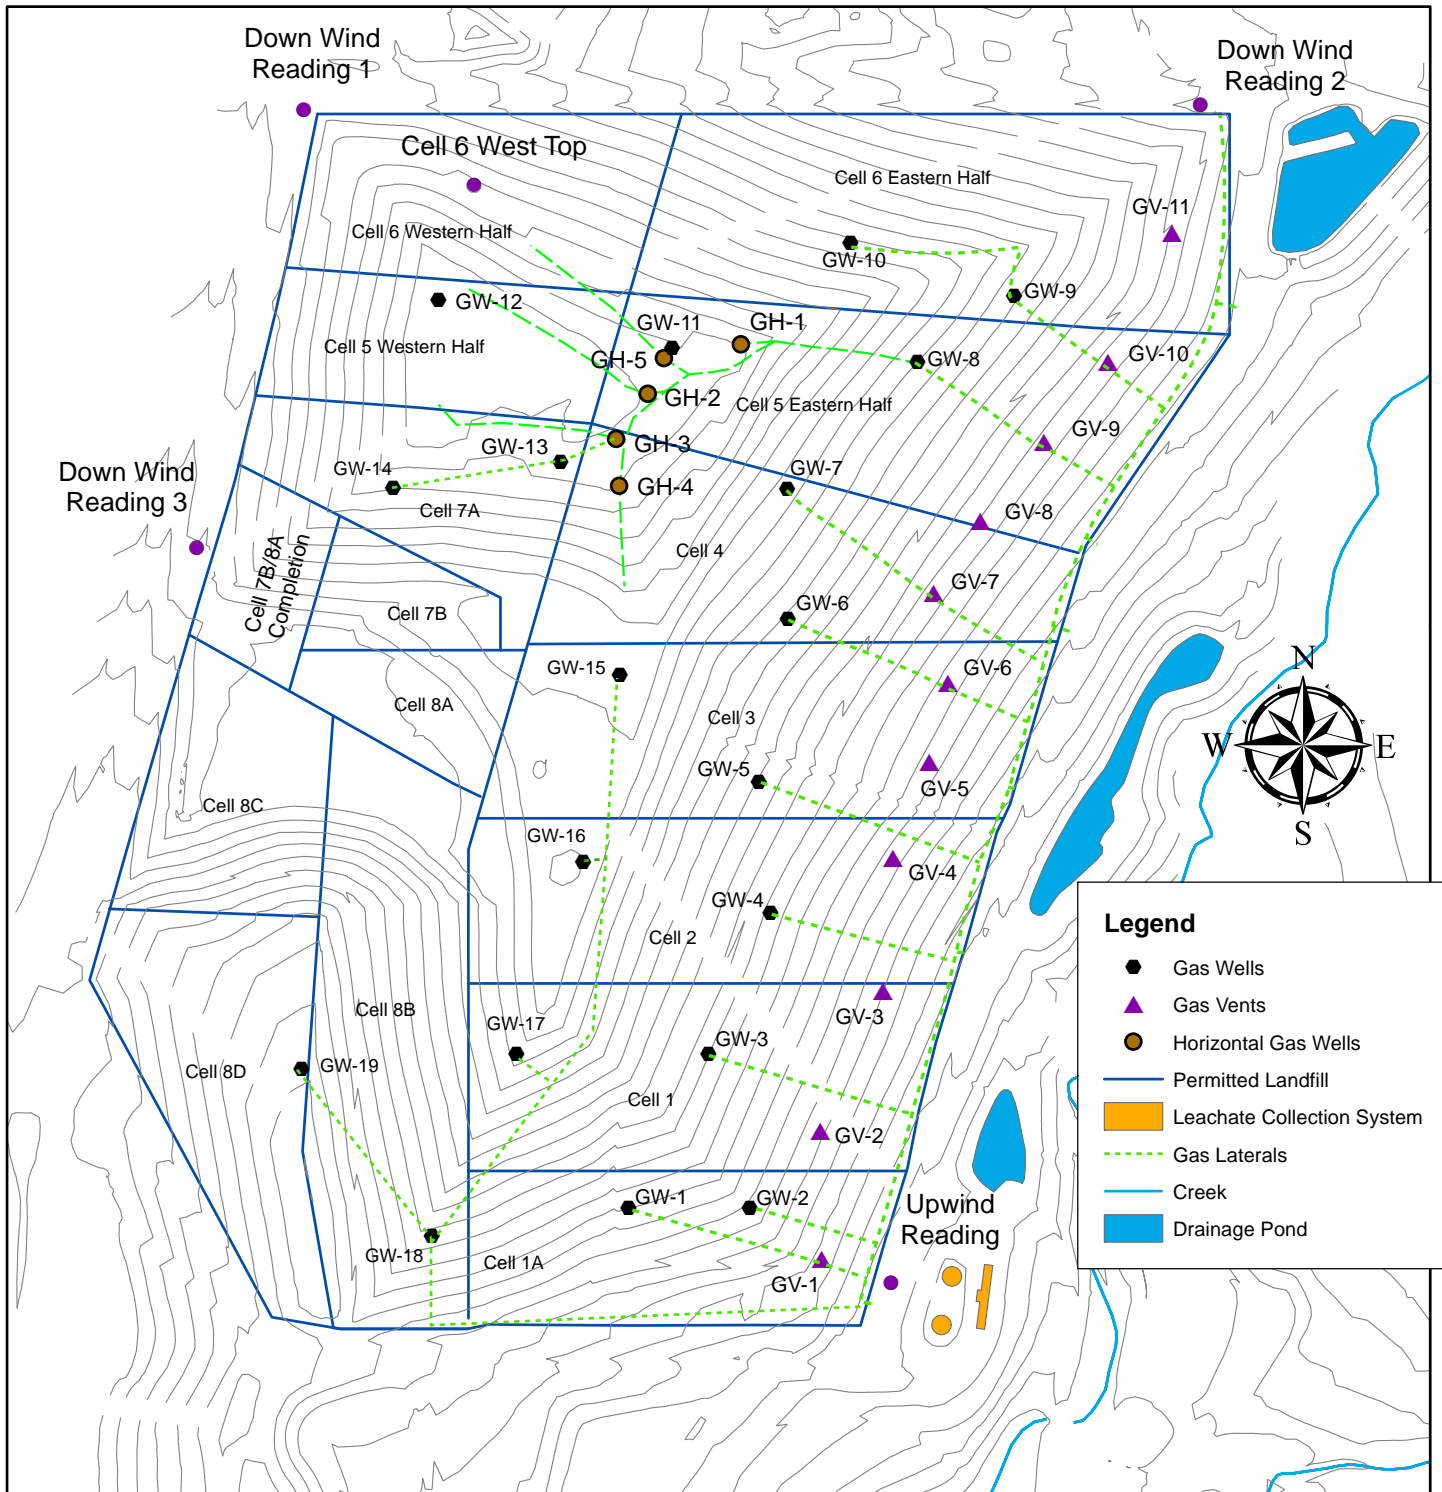 Down Wind
Reading 1
Down Wind
Reading 2
Cell 6 West Top
Cell 6 Eastern Half
GV-11
Cell 6 Western Half
GW-10
GW-9
GW-12
GW-11
GH-1
Cell 5 Western Half
GH-5
GW-8
GV-10
GH-2
Cell 5 Eastern Half
GV-9
GW-13
GH-3
Down Wind
Reading 3
GW-14
GW-7
GH-4
Cell 7A
GV-8
Cell 4
Cell 7B/8A
Completion
GV-7
Cell 7B
GW-6
GW-15
GV-6
N
Cell 8A
Cell 3
W
E
GW-5
GV-5
Cell 8C
S
GW-16
GV-4
GW-4
Cell 2
Legend
Gas Wells
Gas Vents
Horizontal Gas Wells
Permitted Landfill
Leachate Collection System
Gas Laterals
Creek
Drainage Pond
Cell 8B
GV-3
GW-17
GW-3
GW-19
Cell 8D
Cell 1
GV-2
GW-1
GW-2
Upwind
Reading
GW-18
Cell 1A
GV-1